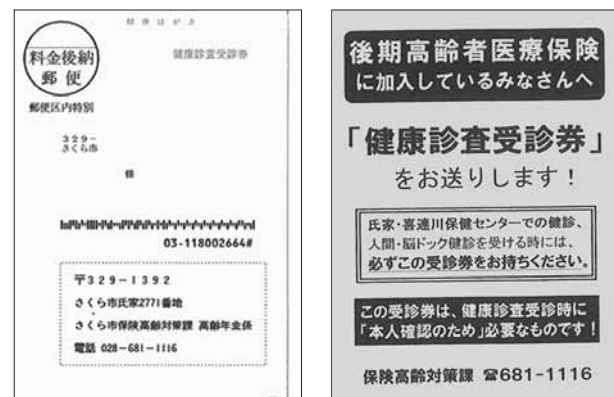 郵便はがき
料金後納
郵便
健康診査受診券
郵便区内特別
329-
さくら市
様
03-118002664#
〒329-1392
さくら市氏家2771番地
さくら市保険高齢対策課 高齢年金係
電話 028-681-1116
後期高齢者医療保険
に加入しているみなさんへ
「健康診査受診券」
をお送りします!
氏家・喜連川保健センターでの健診、
人間・脳ドック健診を受ける時には、
必ずこの受診券をお持ちください。
この受診券は、健康診査受診時に
「本人確認のため」必要なものです!
保険高齢対策課 ☎681-1116